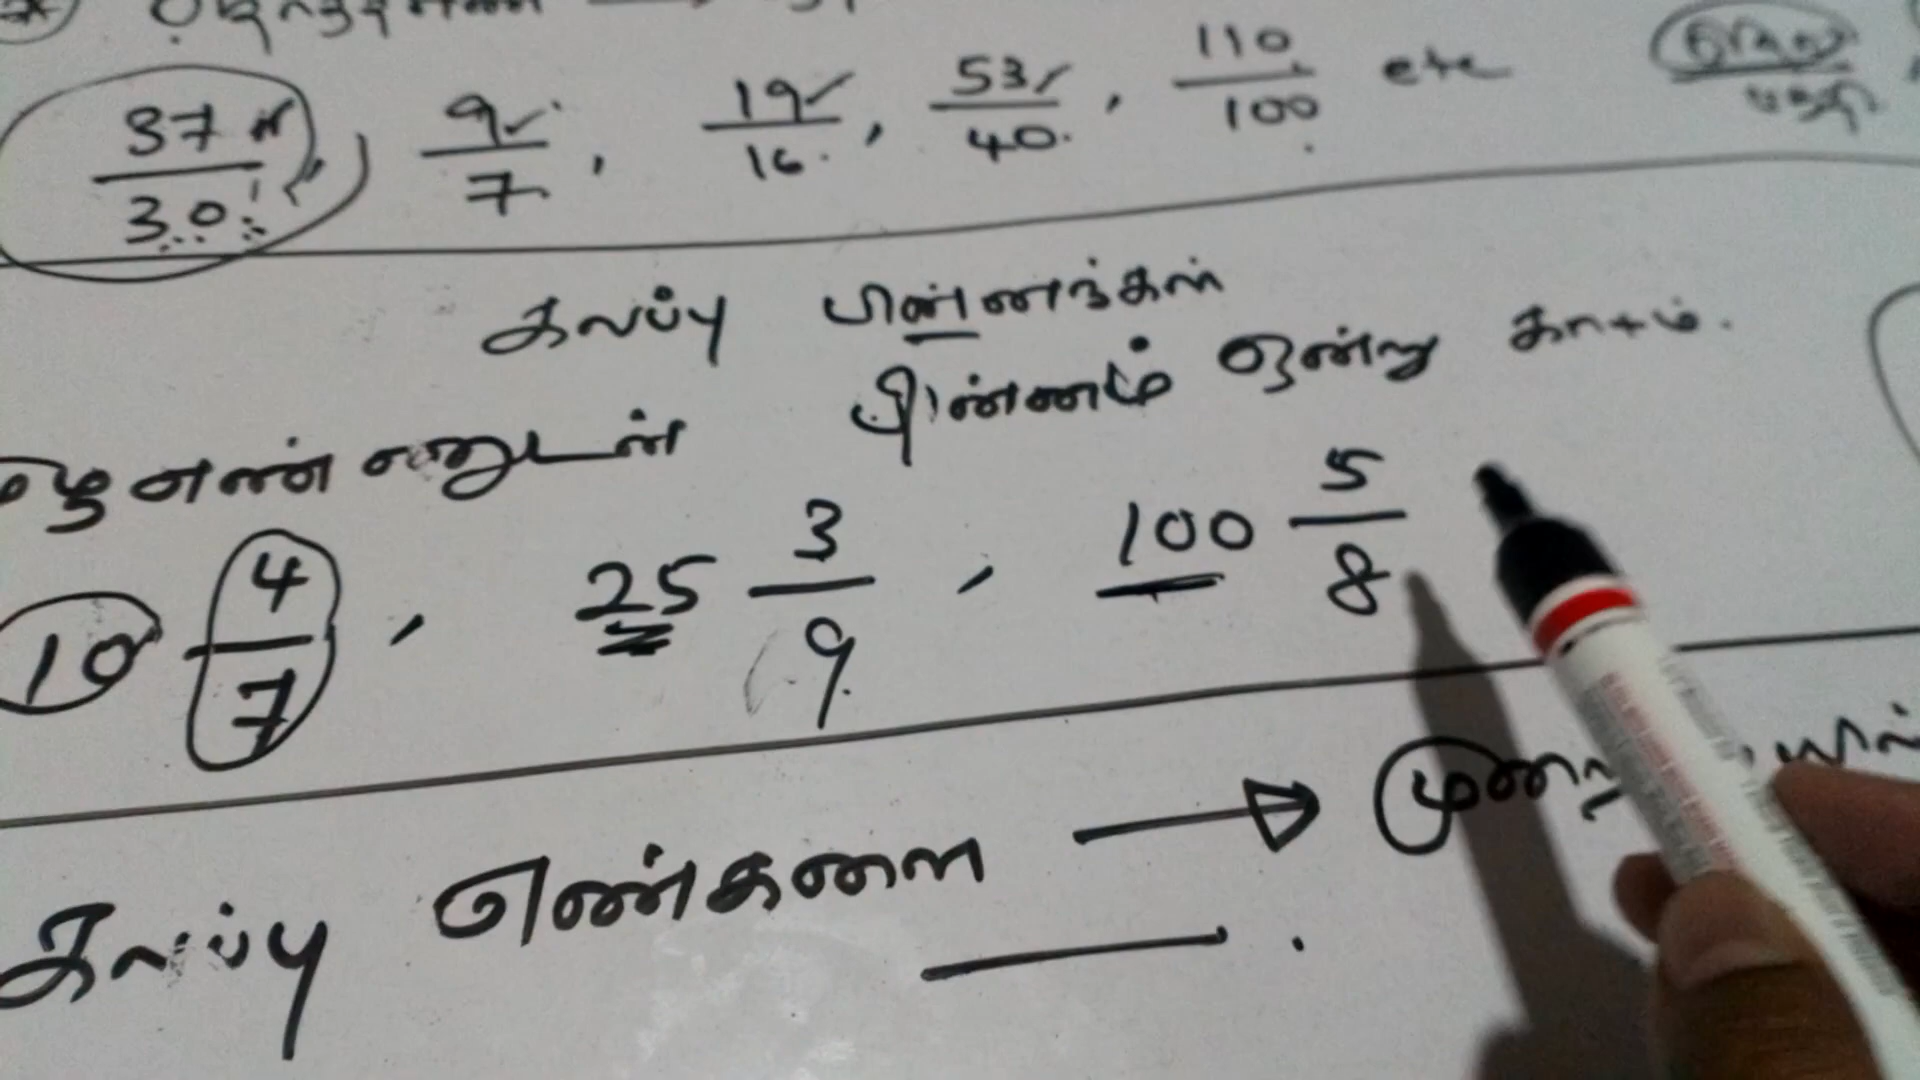 37/30, 9/7, 19/16, 53/40, 110/100 etc
கலப்பு பின்னங்கள்
முழு எண்னுடன் பின்னம் ஒன்று காட்டும்.
10 4/7, 25 3/9, 100 5/8
கலப்பு எண்களை →